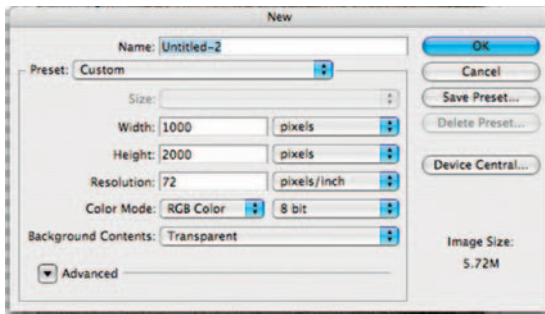 New
Name: Untitled-2
OK
Preset: Custom
Cancel
Size:
Save Preset...
Width: 1000 pixels
Delete Preset...
Height: 2000 pixels
Resolution: 72 pixels/inch
Device Central...
Color Mode: RGB Color 8 bit
Background Contents: Transparent
Image Size:
5.72M
Advanced